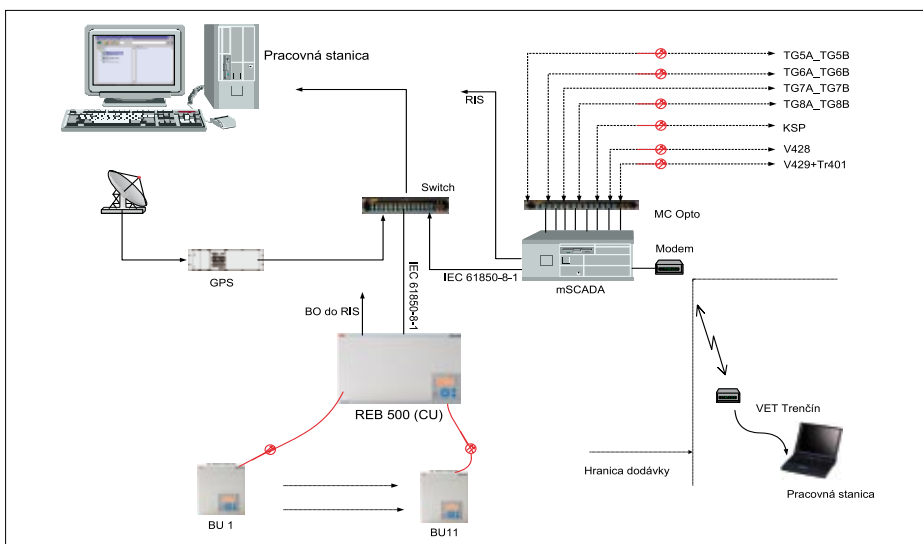 Pracovná stanica
RIS
TG5A_TG5B
TG6A_TG6B
TG7A_TG7B
TG8A_TG8B
KSP
V428
V429+Tr401
Switch
MC Opto
Modem
GPS
IEC 61850-8-1
IEC 61850-8-1
mSCADA
BO do RIS
REB 500 (CU)
VET Trenčín
Hranica dodávky
Pracovná stanica
BU 1
BU11